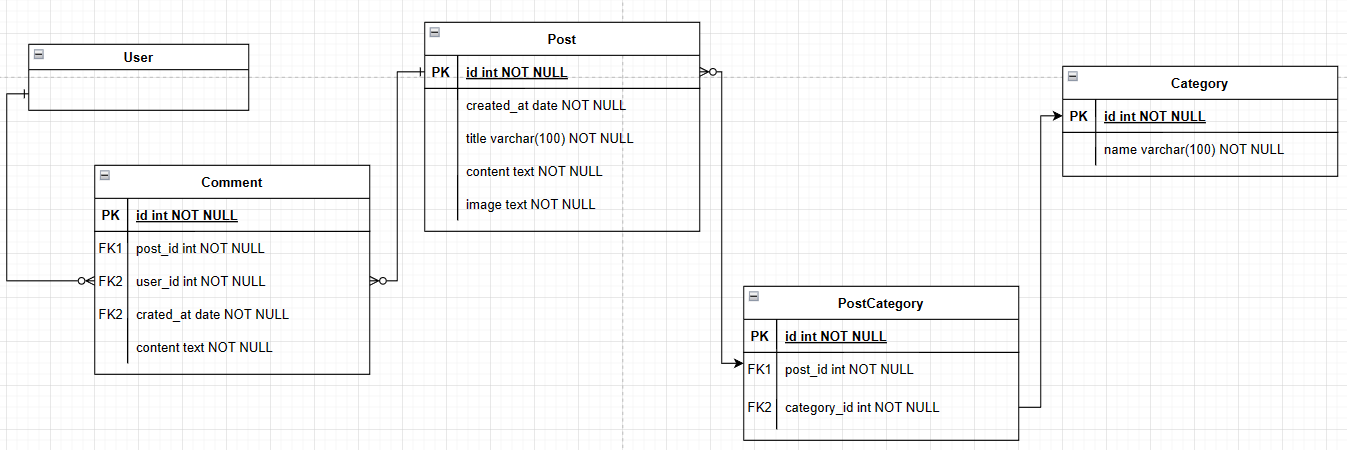 User
Post
PK id int NOT NULL
created_at date NOT NULL
title varchar(100) NOT NULL
content text NOT NULL
image text NOT NULL
Category
PK id int NOT NULL
name varchar(100) NOT NULL
Comment
PK id int NOT NULL
FK1 post_id int NOT NULL
FK2 user_id int NOT NULL
FK2 crated_at date NOT NULL
content text NOT NULL
PostCategory
PK id int NOT NULL
FK1 post_id int NOT NULL
FK2 category_id int NOT NULL